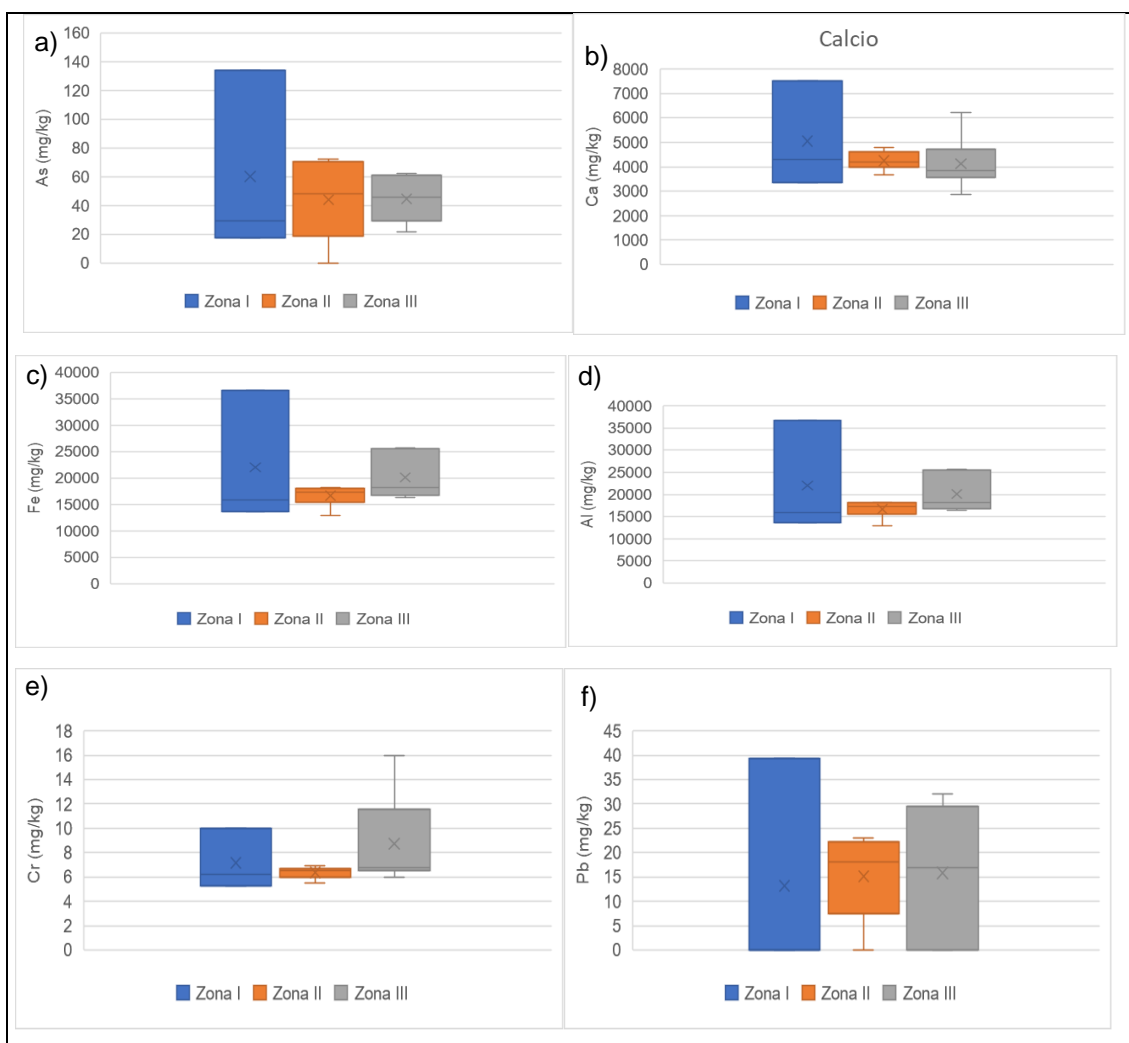 a)
160
140
120
100
80
60
40
20
0
As (mg/kg)
Zona I Zona II Zona III
b)
Calcio
8000
7000
6000
5000
4000
3000
2000
1000
0
Ca (mg/kg)
Zona I Zona II Zona III
c)
40000
35000
30000
25000
20000
15000
10000
5000
0
Fe (mg/kg)
Zona I Zona II Zona III
d)
40000
35000
30000
25000
20000
15000
10000
5000
0
Al (mg/kg)
Zona I Zona II Zona III
e)
18
16
14
12
10
8
6
4
2
0
Cr (mg/kg)
Zona I Zona II Zona III
f)
45
40
35
30
25
20
15
10
5
0
Pb (mg/kg)
Zona I Zona II Zona III